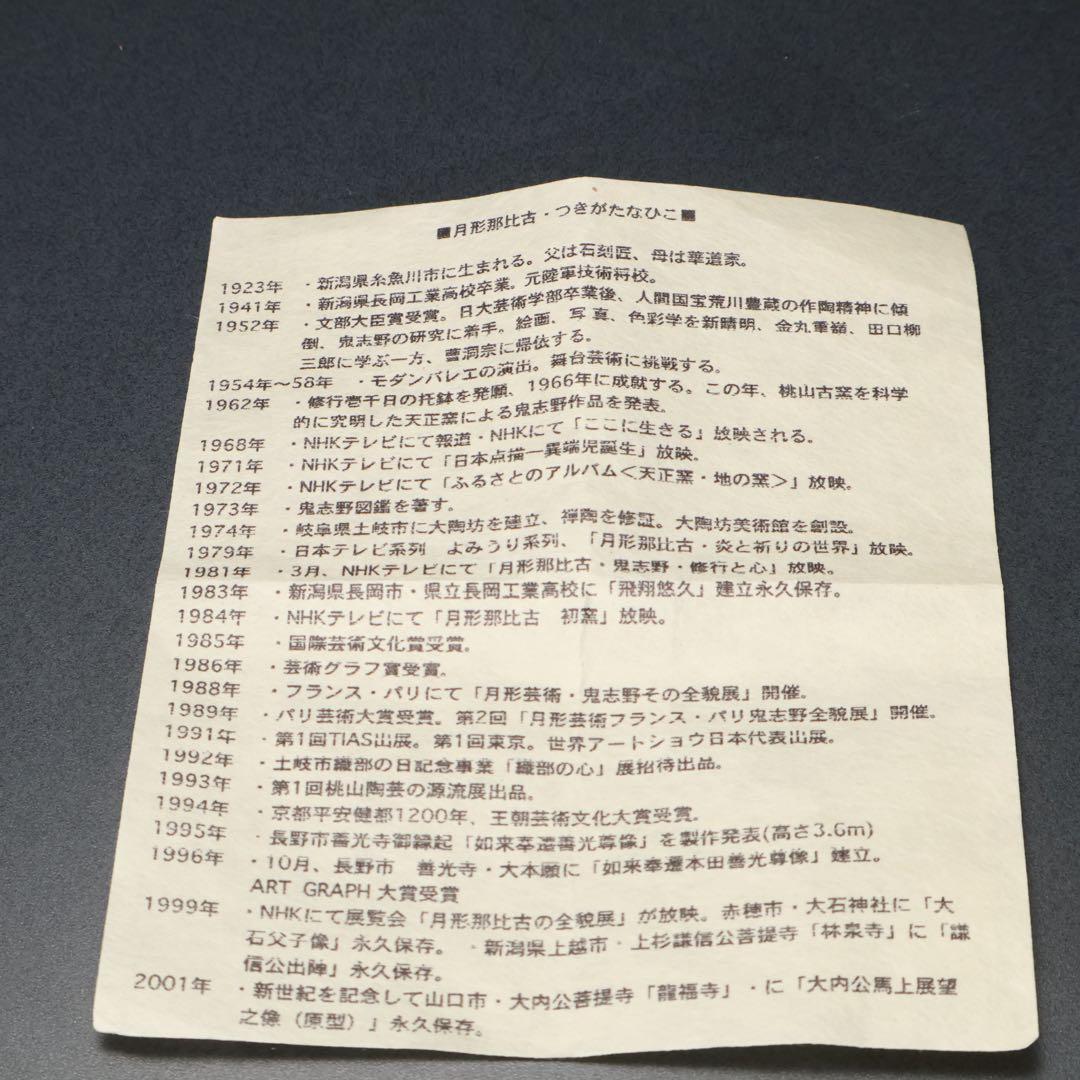 ■月形那比古・つきがたなひこ■
1923年 ・新潟県糸魚川市に生まれる。父は石刻匠、母は華道家。
1941年 ・新潟県長岡工業高校卒業。元陸軍技術将校。
1952年 ・文部大臣賞受賞。日大芸術学部卒業後、人間国宝荒川豊蔵の作陶精神に傾
倒、鬼志野の研究に着手。絵画、写真、色彩学を新晴明、金丸重嶺、田口柳
三郎に学ぶ一方、曹洞宗に帰依する。
1954年～58年 ・モダンバレエの演出。舞台芸術に挑戦する。
1962年 ・修行壱千日の托鉢を発願、1966年に成就する。この年、桃山古窯を科学
的に究明した天正窯による鬼志野作品を発表。
1968年 ・NHKテレビにて報道・NHKにて「ここに生きる」放映される。
1971年 ・NHKテレビにて「日本点描一異端児誕生」放映。
1972年 ・NHKテレビにて「ふるさとのアルバム＜天正窯・地の窯＞」放映。
1973年 ・鬼志野図鑑を著す。
1974年 ・岐阜県土岐市に大陶坊を建立、禅陶を修証。大陶坊美術館を創設。
1979年 ・日本テレビ系列 よみうり系列、「月形那比古・炎と祈りの世界」放映。
1981年 ・3月、NHKテレビにて「月形那比古・鬼志野・修行と心」放映。
1983年 ・新潟県長岡市・県立長岡工業高校に「飛翔悠久」建立永久保存。
1984年 ・NHKテレビにて「月形那比古 初窯」放映。
1985年 ・国際芸術文化賞受賞。
1986年 ・芸術グラフ賞受賞。
1988年 ・フランス・パリにて「月形芸術・鬼志野その全貌展」開催。
1989年 ・パリ芸術大賞受賞。第2回「月形芸術フランス・パリ鬼志野全貌展」開催。
1991年 ・第1回TIAS出展。第1回東京。世界アートショウ日本代表出展。
1992年 ・土岐市織部の日記念事業「織部の心」展招待出品。
1993年 ・第1回桃山陶芸の源流展出品。
1994年 ・京都平安健都1200年、王朝芸術文化大賞受賞。
1995年 ・長野市善光寺御縁起「如来奉遷善光尊像」を製作発表(高さ3.6m)
1996年 ・10月、長野市 善光寺・大本願に「如来奉遷本田善光尊像」建立。
ART GRAPH 大賞受賞
1999年 ・NHKにて展覧会「月形那比古の全貌展」が放映。赤穂市・大石神社に「大
石父子像」永久保存。 ・新潟県上越市・上杉謙信公菩提寺「林泉寺」に「謙
信公出陣」永久保存。
2001年 ・新世紀を記念して山口市・大内公菩提寺「龍福寺」・に「大内公馬上展望
之像（原型）」永久保存。